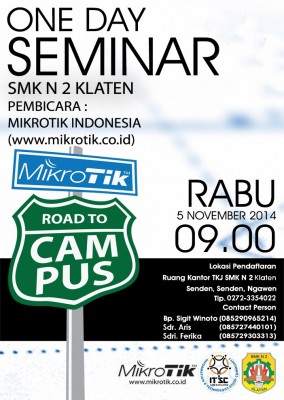 ONE DAY
SEMINAR
SMK N 2 KLATEN
PEMBICARA :
MIKROTIK INDONESIA
(www.mikrotik.co.id)
MikroTik
ROAD TO
CAM
PUS
RABU
5 NOVEMBER 2014
09.00
Lokasi Pendaftaran
Ruang Kantor TKJ SMK N 2 Klaten
Senden, Senden, Ngawen
Tlp. 0272-3354022
Contact Person
Bp. Sigit Winoto (085290965214)
Sdr. Aris (085727440101)
Sdri. Ferika (085729303313)
MikroTik
www.mikrotik.co.id
ITSC
SMK N 2
KLATEN